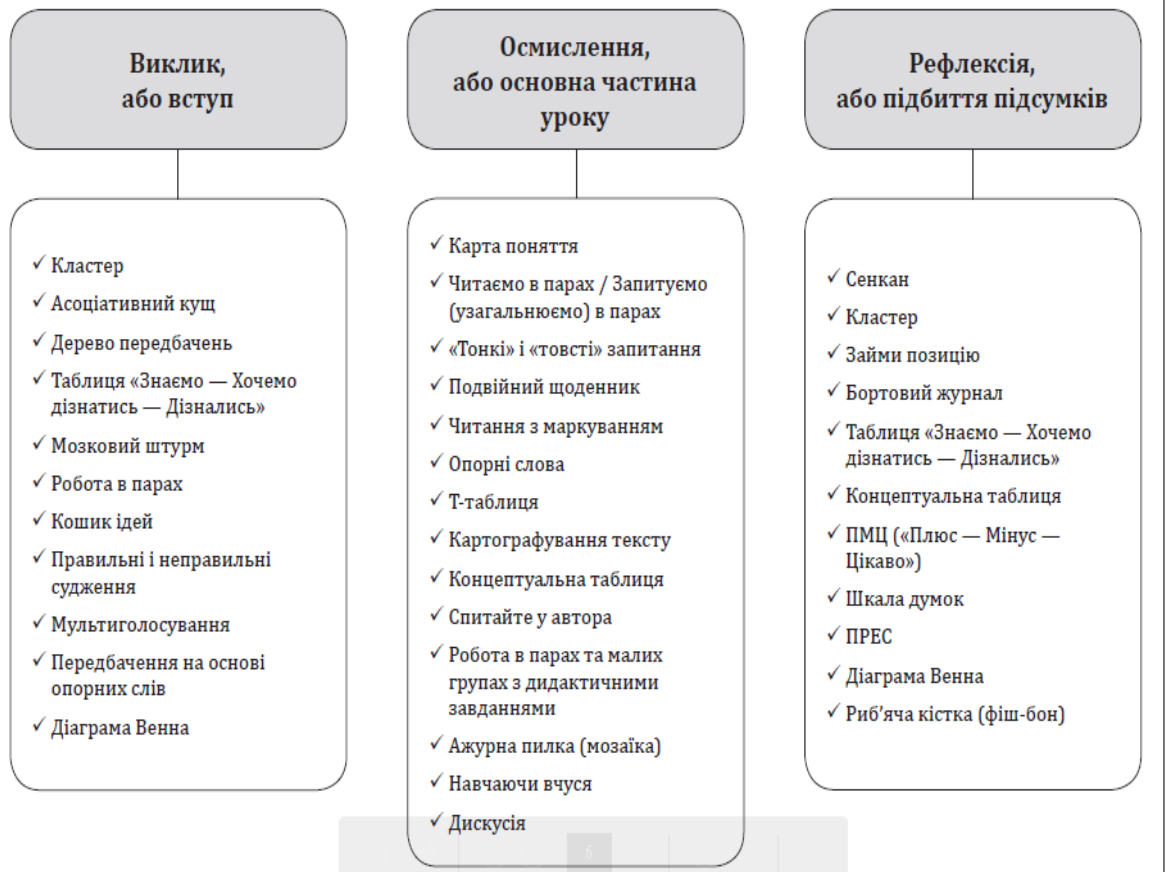 Виклик,
або вступ
✓ Кластер
✓ Асоціативний кущ
✓ Дерево передбачень
✓ Таблиця «Знаємо — Хочемо
дізнатись — Дізнались»
✓ Мозковий штурм
✓ Робота в парах
✓ Кошик ідей
✓ Правильні і неправильні
судження
✓ Мультиголосування
✓ Передбачення на основі
опорних слів
✓ Діаграма Венна
Осмислення,
або основна частина
уроку
✓ Карта поняття
✓ Читаємо в парах / Запитуємо
(узагальнюємо) в парах
✓ «Тонкі» і «товсті» запитання
✓ Подвійний щоденник
✓ Читання з маркуванням
✓ Опорні слова
✓ Т-таблиця
✓ Картографування тексту
✓ Концептуальна таблиця
✓ Спитайте у автора
✓ Робота в парах та малих
групах з дидактичними
завданнями
✓ Ажурна пилка (мозаїка)
✓ Навчаючи вчуся
✓ Дискусія
6
Рефлексія,
або підбиття підсумків
✓ Сенкан
✓ Кластер
✓ Займи позицію
✓ Бортовий журнал
✓ Таблиця «Знаємо — Хочемо
дізнатись — Дізнались»
✓ Концептуальна таблиця
✓ ПМЦ («Плюс — Мінус —
Цікаво»)
✓ Шкала думок
✓ ПРЕС
✓ Діаграма Венна
✓ Риб’яча кістка (фіш-бон)